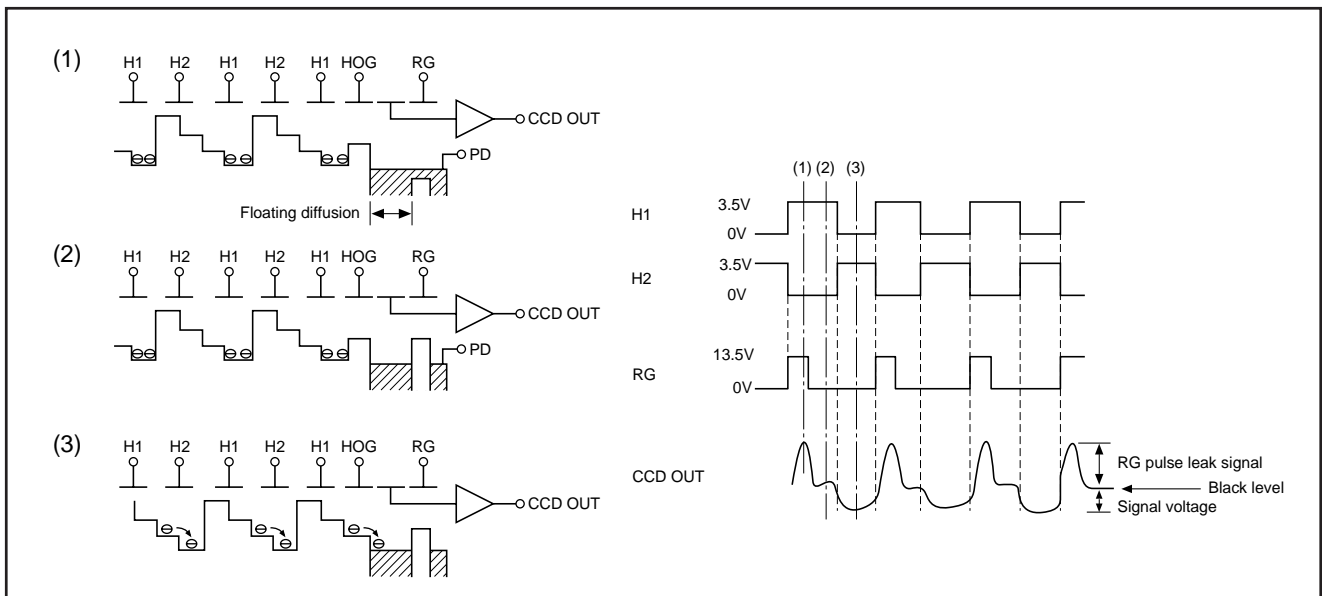 (1)
H1 H2 H1 H2 H1 HOG RG
CCD OUT
PD
Floating diffusion
(2)
H1 H2 H1 H2 H1 HOG RG
CCD OUT
PD
(3)
H1 H2 H1 H2 H1 HOG RG
CCD OUT
(1) (2) (3)
H1
3.5V
0V
H2
3.5V
0V
RG
13.5V
0V
CCD OUT
RG pulse leak signal
Black level
Signal voltage